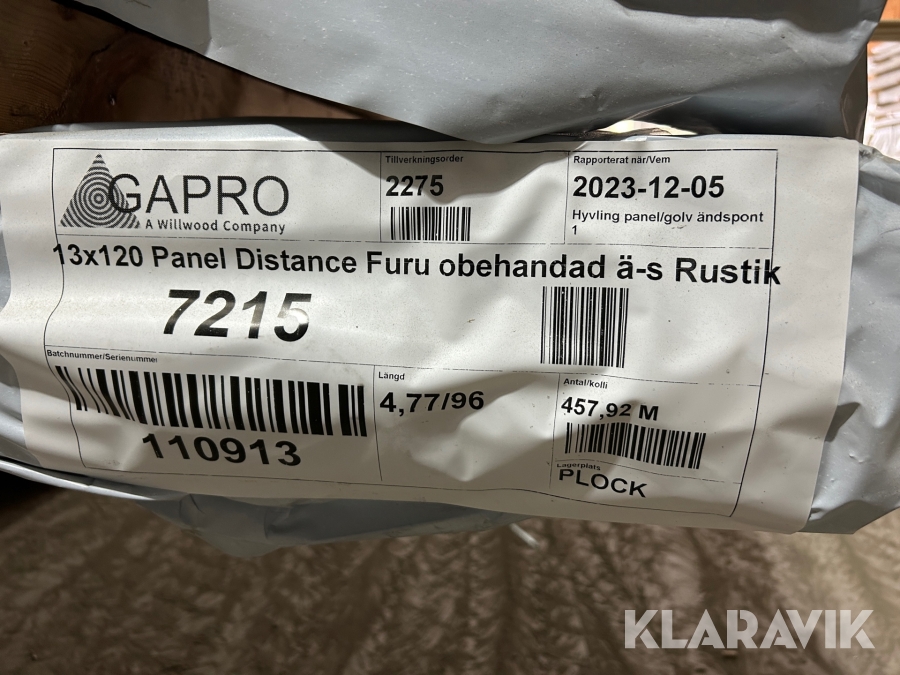 GAPRO
A Willwood Company
Tillverkningsorder
2275
Rapporterat när/Vem
2023-12-05
Hyvling panel/golv ändspont
1
13x120 Panel Distance Furu obehandad ä-s Rustik
7215
Batchnummer/Serienummer
110913
Längd
4,77/96
Antal/kolli
457,92 M
Lagerplats
PLOCK
KLARAVIK